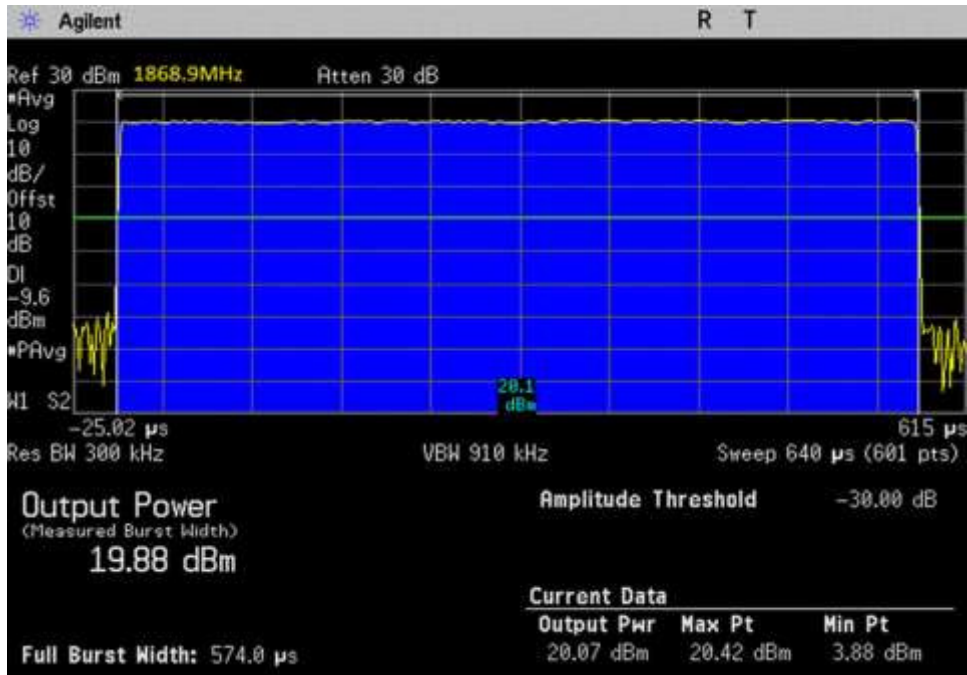 Agilent R T
Ref 30 dBm 1868.9MHz Atten 30 dB
*Avg
Log
10
dB/
Offst
10
dB
DI
-9.6
dBm
*PAvg
20.1
dBm
W1 S2
-25.02 µs 615 µs
Res BW 300 kHz VBW 910 kHz Sweep 640 µs (601 pts)
Output Power Amplitude Threshold -30.00 dB
(Measured Burst Width)
19.88 dBm
Current Data
Output Pwr Max Pt Min Pt
Full Burst Width: 574.0 µs 20.07 dBm 20.42 dBm 3.88 dBm